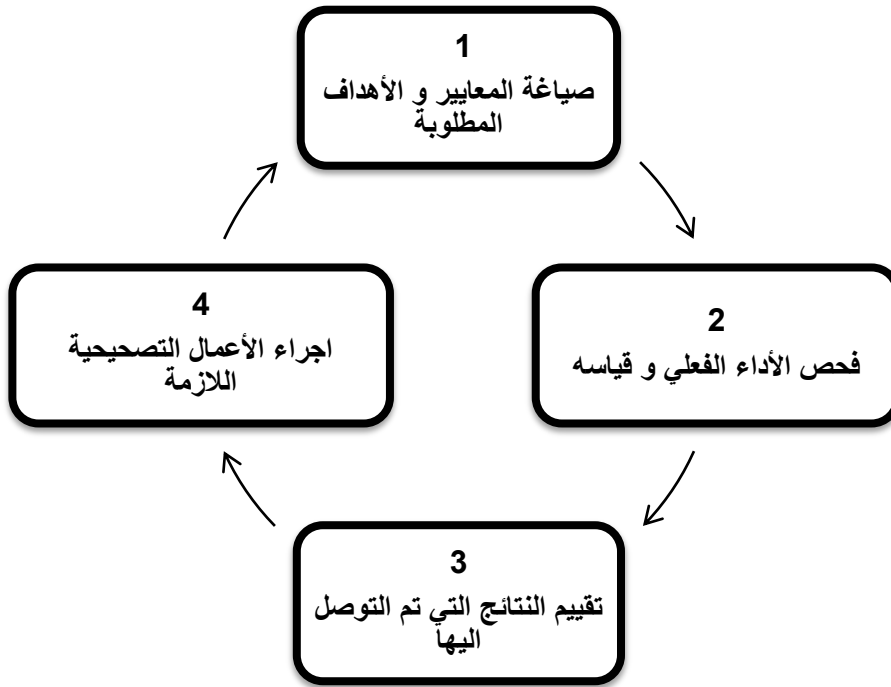 1
صياغة المعايير و الأهداف
المطلوبة
2
فحص الأداء الفعلي و قياسه
3
تقييم النتائج التي تم التوصل
اليها
4
اجراء الأعمال التصحيحية
اللازمة